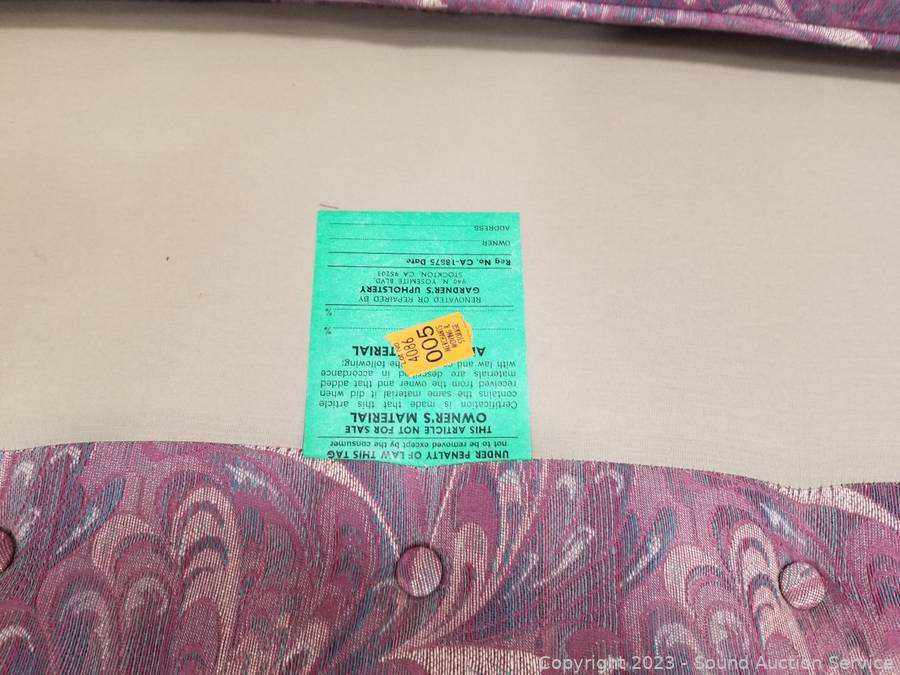 UNDER PENALTY OF LAW THIS TAG
not to be removed except by the consumer
THIS ARTICLE NOT FOR SALE
OWNER'S MATERIAL
Certification is made that this article
contains the same material it did when
received from the owner and that added
materials are in accordance
with law and the following:
%
%
RENOVATED OR REPAIRED BY
GARDNER'S UPHOLSTERY
940 N. YOSEMITE BLVD.
STOCKTON, CA 95203
Reg No. CA-18675 Date
OWNER
ADDRESS
4086
005
Copyright 2023 - Sound Auction Service